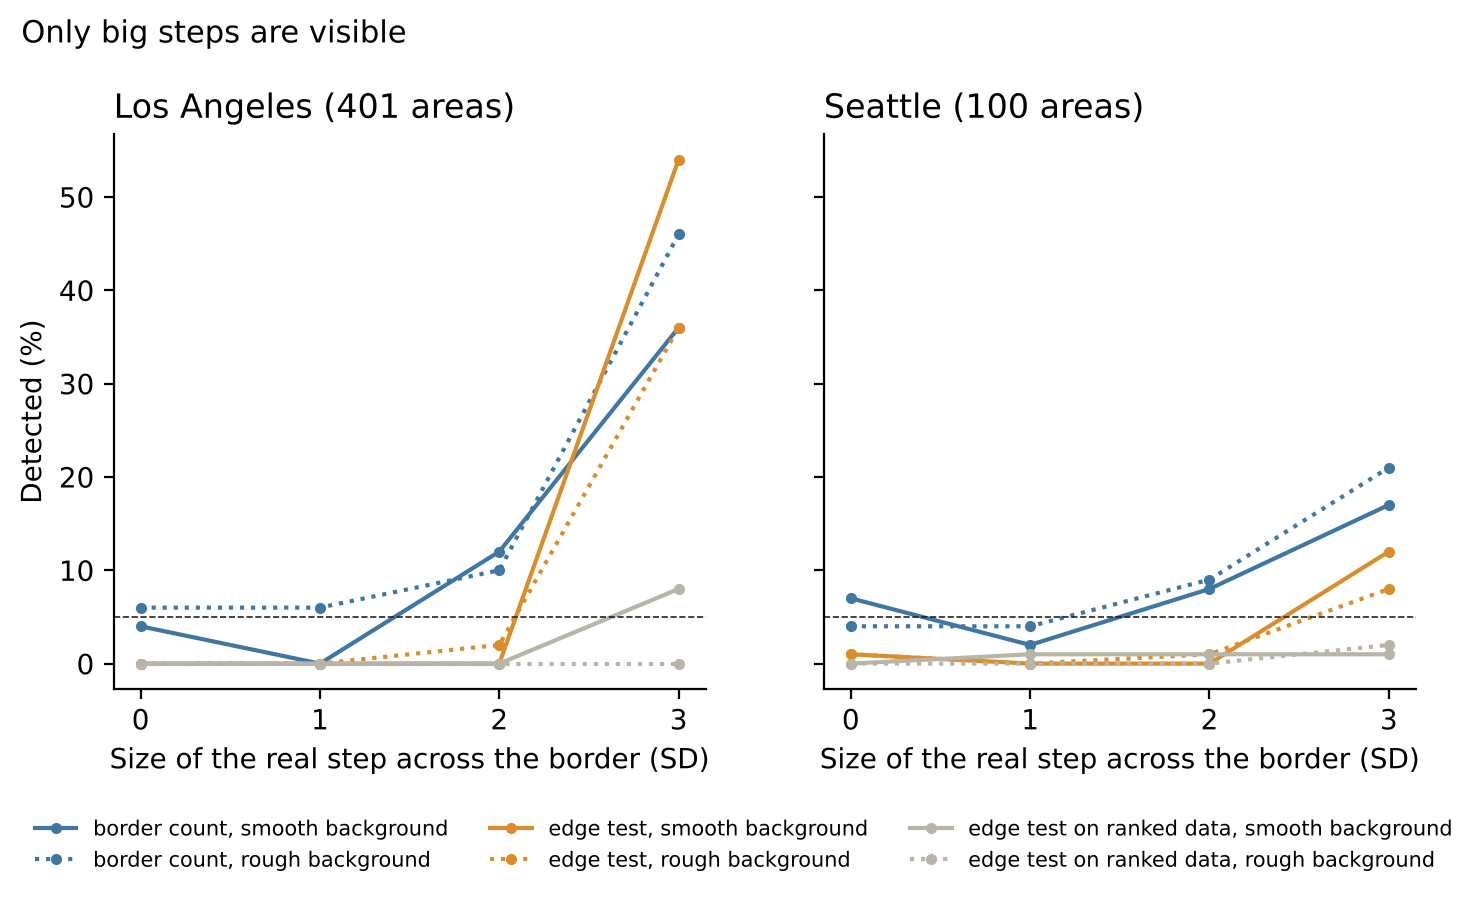 Only big steps are visible
Los Angeles (401 areas)
Seattle (100 areas)
Detected (%)
50
40
30
20
10
0
0 1 2 3
0 1 2 3
Size of the real step across the border (SD)
Size of the real step across the border (SD)
border count, smooth background
border count, rough background
edge test, smooth background
edge test, rough background
edge test on ranked data, smooth background
edge test on ranked data, rough background